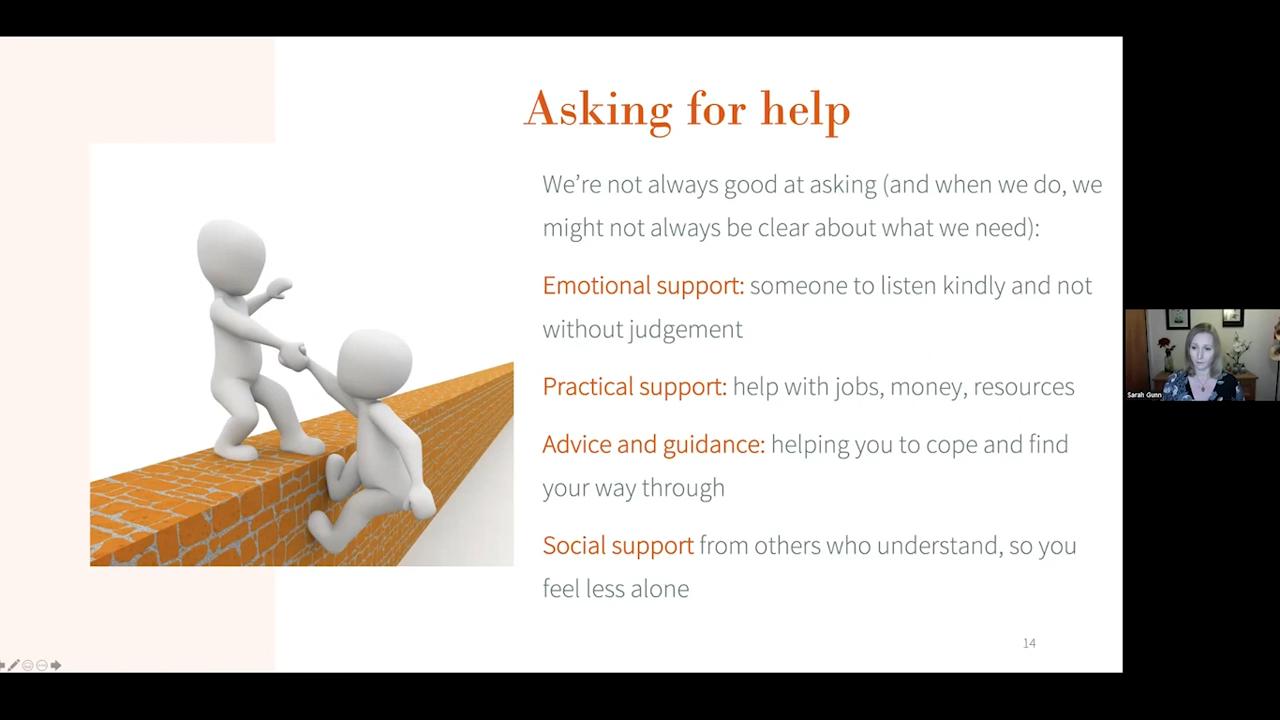 Asking for help
We’re not always good at asking (and when we do, we
might not always be clear about what we need):
Emotional support: someone to listen kindly and not
without judgement
Practical support: help with jobs, money, resources
Advice and guidance: helping you to cope and find
your way through
Social support from others who understand, so you
feel less alone
14
Sarah Gunn